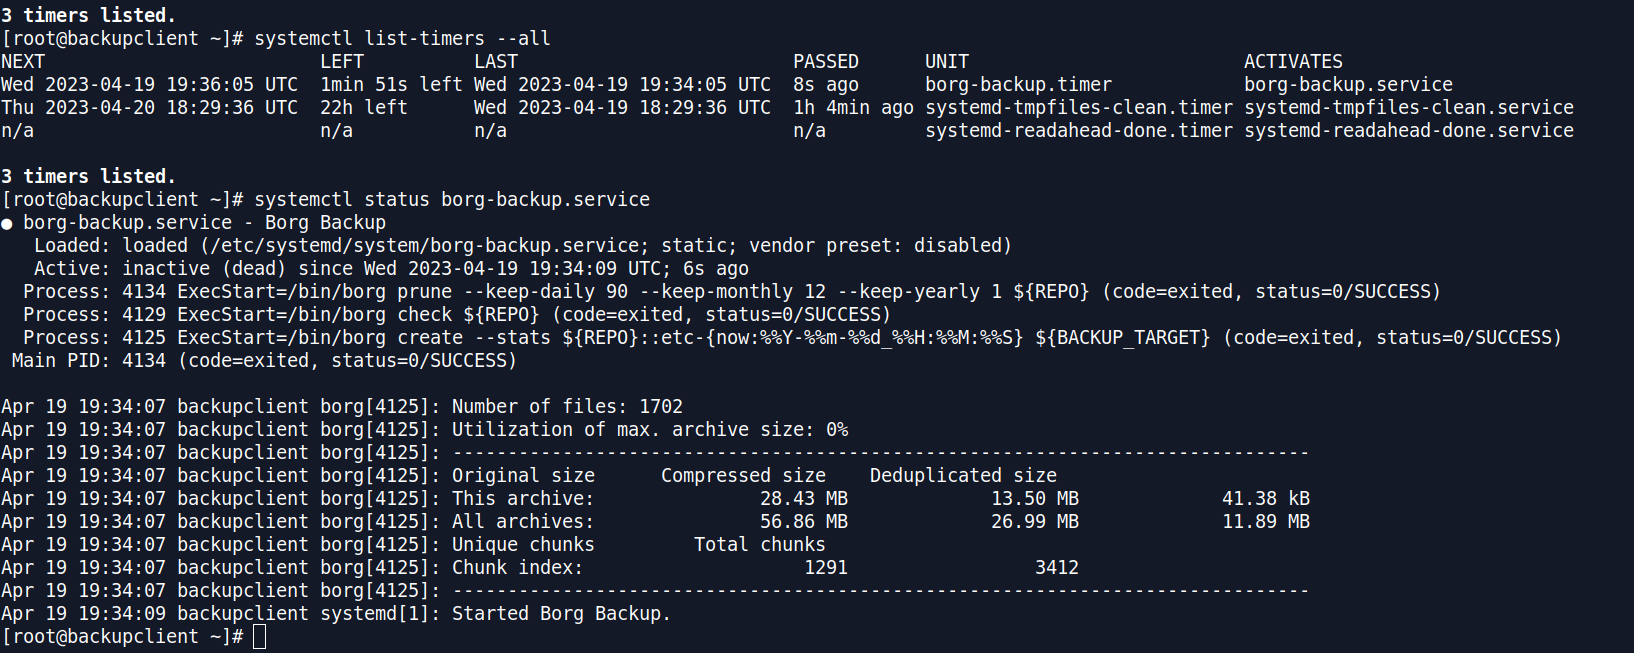 3 timers listed.
[root@backupclient ~]# systemctl list-timers --all
NEXT                         LEFT          LAST                         PASSED      UNIT                         ACTIVATES
Wed 2023-04-19 19:36:05 UTC  1min 51s left Wed 2023-04-19 19:34:05 UTC  8s ago      borg-backup.timer            borg-backup.service
Thu 2023-04-20 18:29:36 UTC  22h left      Wed 2023-04-19 18:29:36 UTC  1h 4min ago systemd-tmpfiles-clean.timer systemd-tmpfiles-clean.service
n/a                          n/a           n/a                          n/a         systemd-readahead-done.timer systemd-readahead-done.service
3 timers listed.
[root@backupclient ~]# systemctl status borg-backup.service
● borg-backup.service - Borg Backup
   Loaded: loaded (/etc/systemd/system/borg-backup.service; static; vendor preset: disabled)
   Active: inactive (dead) since Wed 2023-04-19 19:34:09 UTC; 6s ago
  Process: 4134 ExecStart=/bin/borg prune --keep-daily 90 --keep-monthly 12 --keep-yearly 1 ${REPO} (code=exited, status=0/SUCCESS)
  Process: 4129 ExecStart=/bin/borg check ${REPO} (code=exited, status=0/SUCCESS)
  Process: 4125 ExecStart=/bin/borg create --stats ${REPO}::etc-{now:%%Y-%%m-%%d_%%H:%%M:%%S} ${BACKUP_TARGET} (code=exited, status=0/SUCCESS)
 Main PID: 4134 (code=exited, status=0/SUCCESS)
Apr 19 19:34:07 backupclient borg[4125]: Number of files: 1702
Apr 19 19:34:07 backupclient borg[4125]: Utilization of max. archive size: 0%
Apr 19 19:34:07 backupclient borg[4125]: ------------------------------------------------------------------------------
Apr 19 19:34:07 backupclient borg[4125]: Original size      Compressed size    Deduplicated size
Apr 19 19:34:07 backupclient borg[4125]: This archive:               28.43 MB             13.50 MB             41.38 kB
Apr 19 19:34:07 backupclient borg[4125]: All archives:               56.86 MB             26.99 MB             11.89 MB
Apr 19 19:34:07 backupclient borg[4125]: Unique chunks         Total chunks
Apr 19 19:34:07 backupclient borg[4125]: Chunk index:                    1291                 3412
Apr 19 19:34:07 backupclient borg[4125]: ------------------------------------------------------------------------------
Apr 19 19:34:09 backupclient systemd[1]: Started Borg Backup.
[root@backupclient ~]#